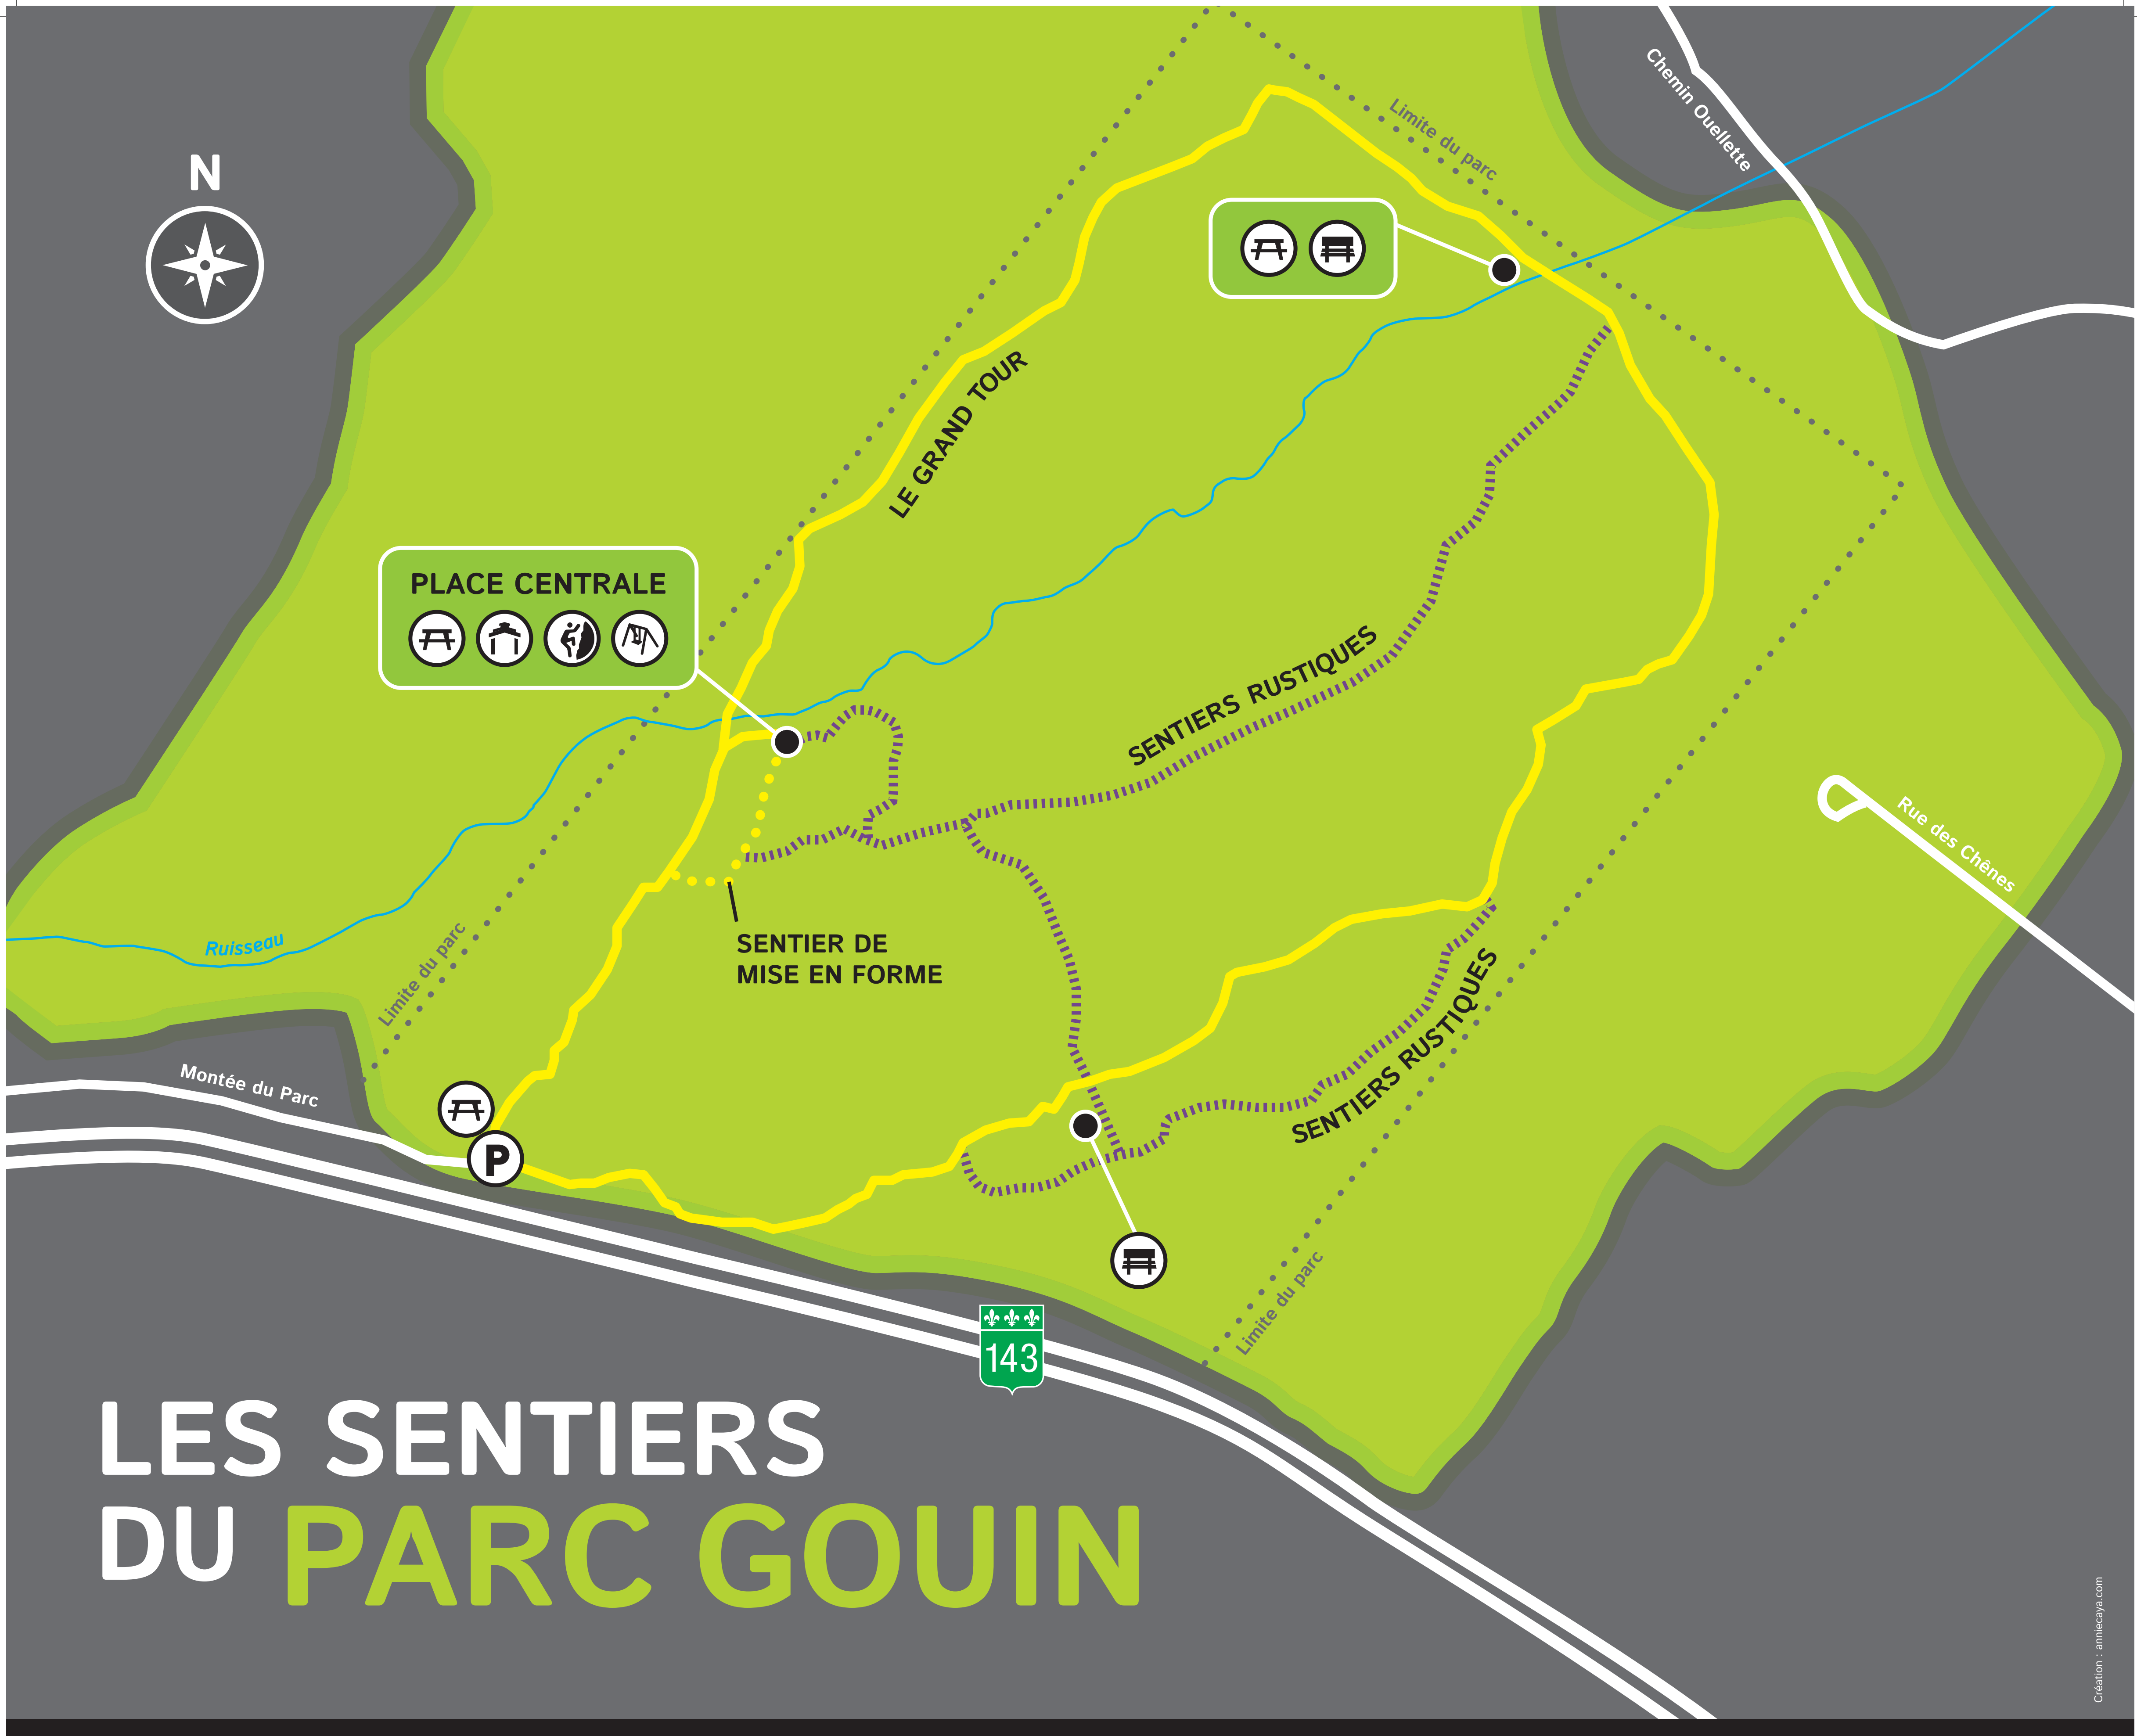 Chemin Ouellette
Limite du parc
N
LE GRAND TOUR
PLACE CENTRALE
SENTIERS RUSTIQUES
Rue des Chênes
SENTIER DE
MISE EN FORME
Ruisseau
Limite du parc
SENTIERS RUSTIQUES
Montée du Parc
P
Limite du parc
143
LES SENTIERS
DU PARC GOUIN
Création : anniecaya.com